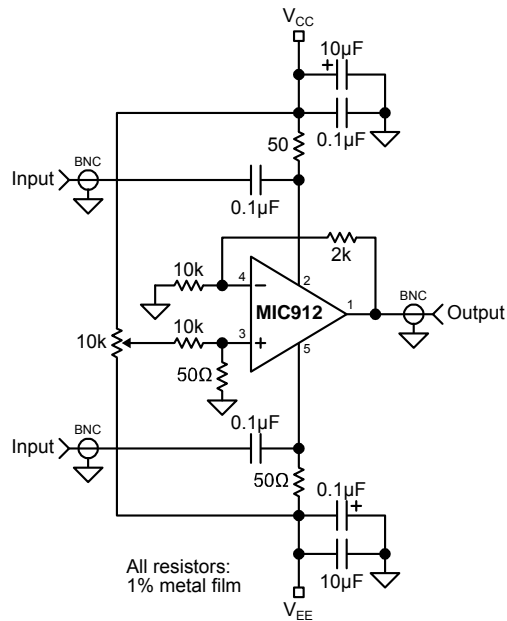 VCC
10µF
+
0.1µF
50
BNC
Input
0.1µF
2k
10k
4
−
2
MIC912
1
BNC
Output
10k
10k
3
+
5
50Ω
0.1µF
BNC
Input
50Ω
0.1µF
+
10µF
All resistors:
1% metal film
VEE